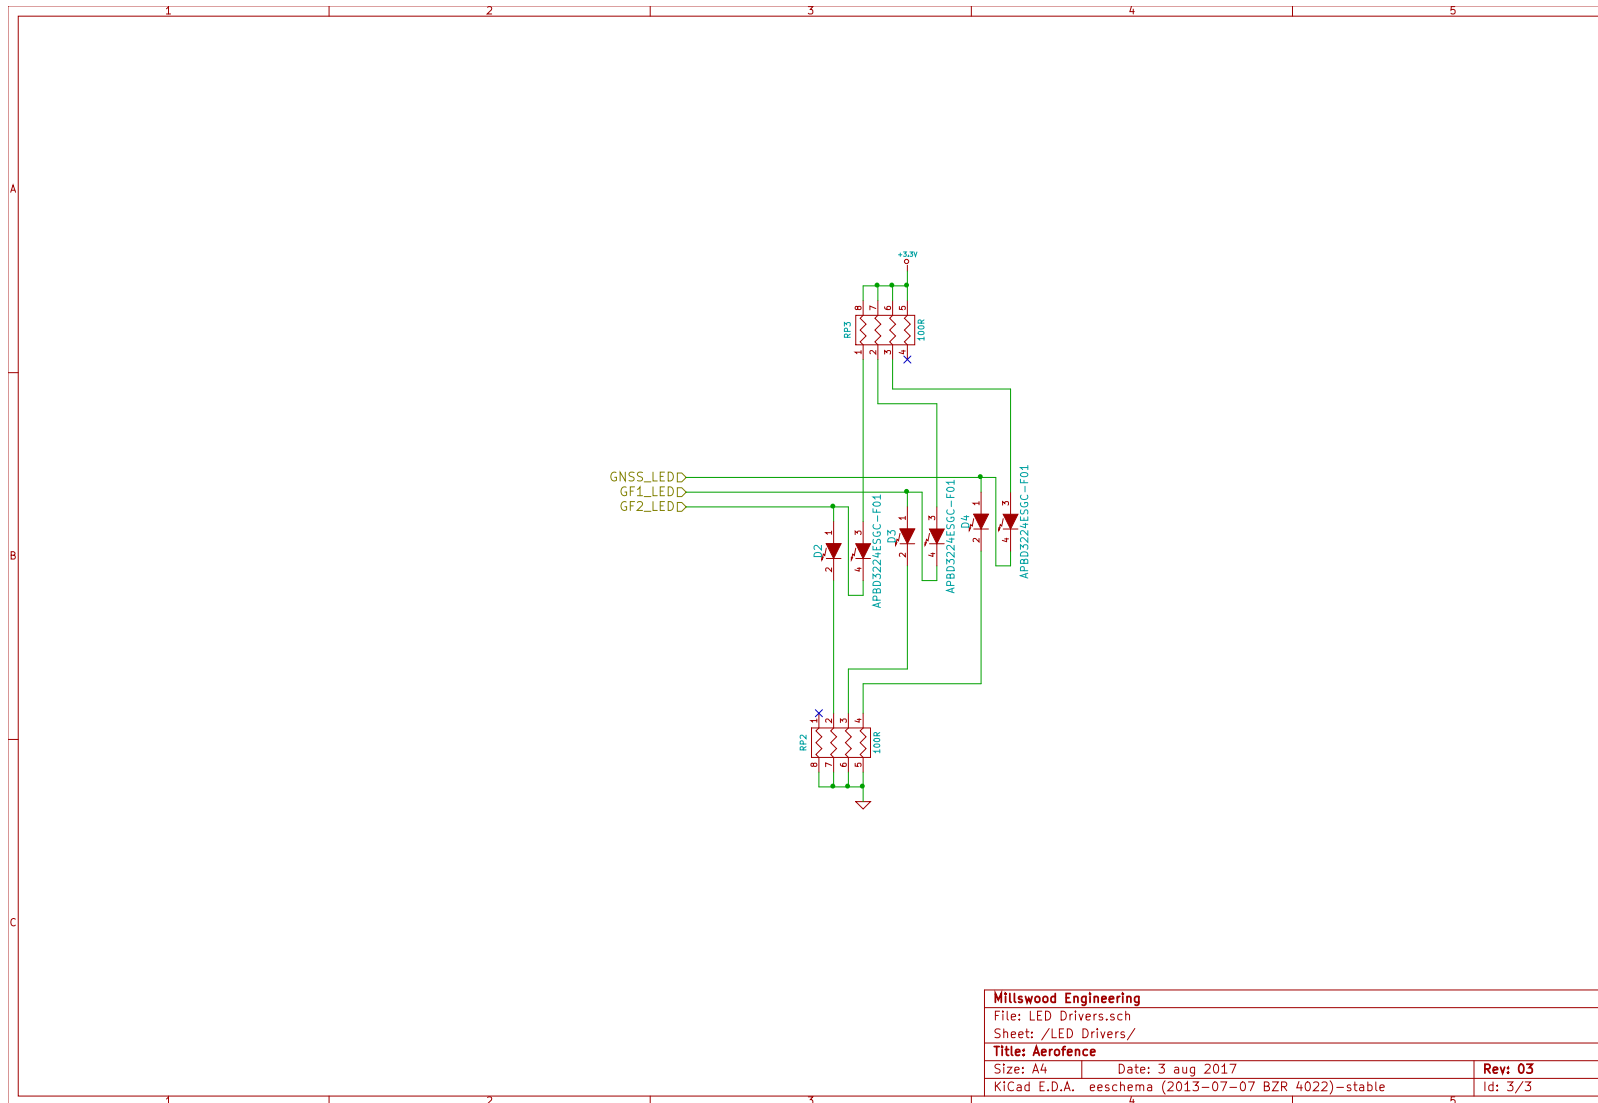 1 2 3 4 5
A
+3.3V
8 7 6 5
RP3
100R
1 2 3 4
GNSS_LED
GF1_LED
GF2_LED
D2
1
2
3
4
APBD3224ESGC-F01
D3
1
2
3
4
APBD3224ESGC-F01
D4
1
2
3
4
APBD3224ESGC-F01
B
1 2 3 4
RP2
100R
8 7 6 5
C
Millswood Engineering
File: LED Drivers.sch
Sheet: /LED Drivers/
Title: Aerofence
Size: A4 Date: 3 aug 2017 Rev: 03
KiCad E.D.A. eeschema (2013-07-07 BZR 4022)-stable Id: 3/3
1 2 3 4 5